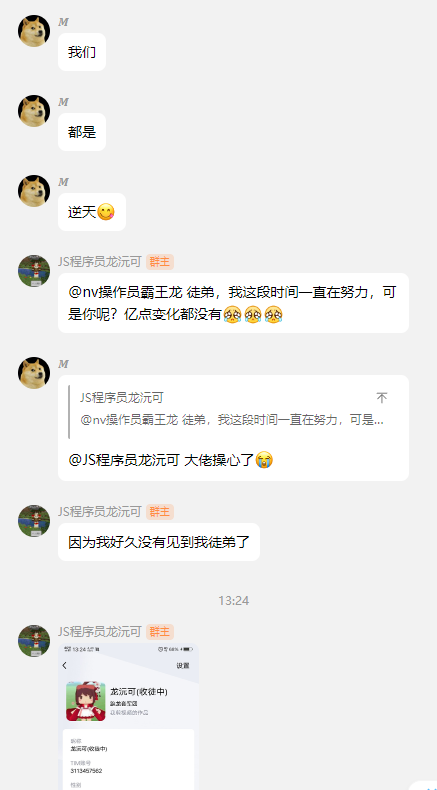 M
我们
M
都是
M
逆天😋
JS程序员龙沅可 群主
@nv操作员霸王龙 徒弟，我这段时间一直在努力，可
是你呢？亿点变化都没有😿😿😿
M
JS程序员龙沅可
@nv操作员霸王龙 徒弟，我这段时间一直在努力，可是...
@JS程序员龙沅可 大佬操心了😭
JS程序员龙沅可 群主
因为我好久没有见到我徒弟了
13:24
JS程序员龙沅可 群主
13:24
设置
龙沅可(收徒中)
昵称
龙沅可(收徒中)
TIM账号
3113457562
性别